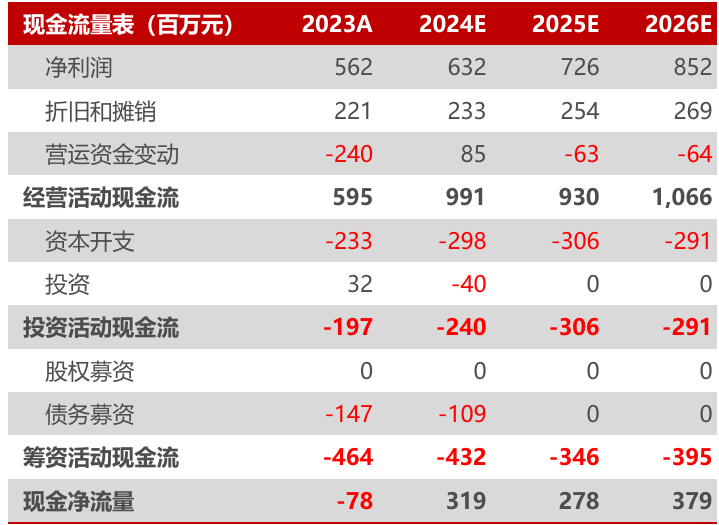 现金流量表（百万元） 2023A 2024E 2025E 2026E
净利润 562 632 726 852
折旧和摊销 221 233 254 269
营运资金变动 -240 85 -63 -64
经营活动现金流 595 991 930 1,066
资本开支 -233 -298 -306 -291
投资 32 -40 0 0
投资活动现金流 -197 -240 -306 -291
股权募资 0 0 0 0
债务募资 -147 -109 0 0
筹资活动现金流 -464 -432 -346 -395
现金净流量 -78 319 278 379